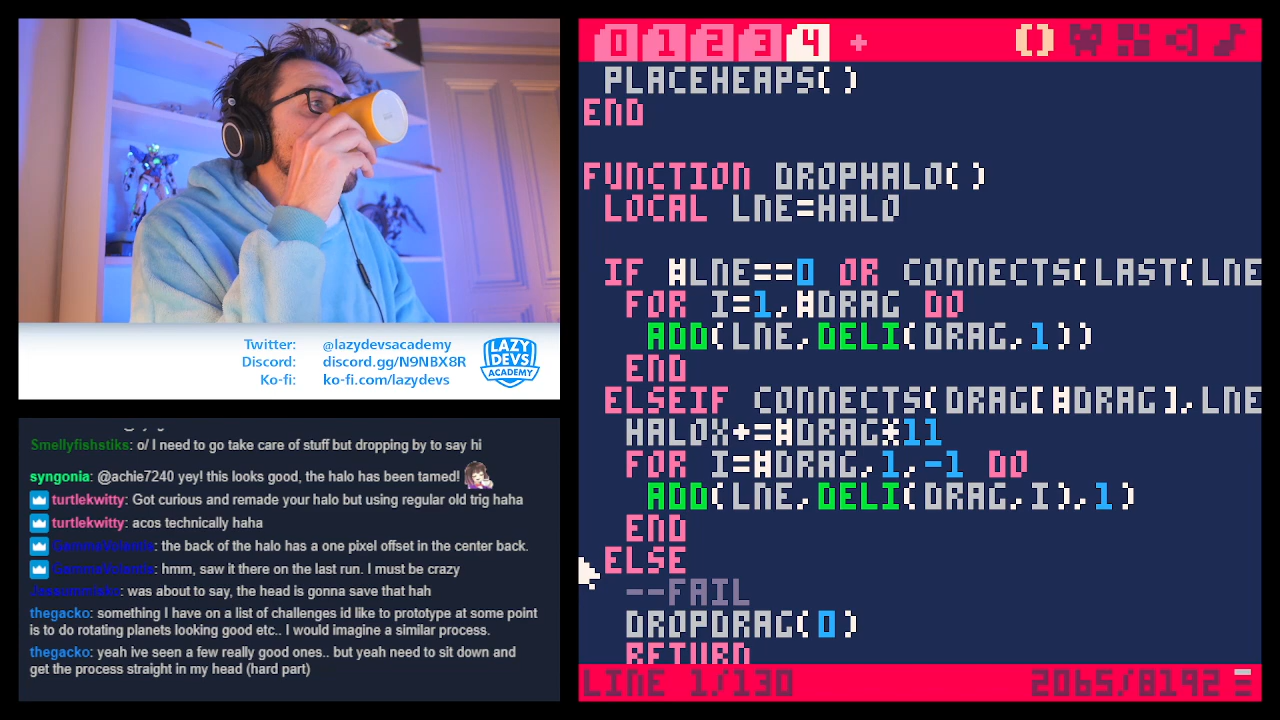 Twitter: @lazydevsacademy
Discord: discord.gg/N9NBX8R
Ko-fi: ko-fi.com/lazydevs
LAZY
DEVS
ACADEMY
Smellyfishstiks: o/ I need to go take care of stuff but dropping by to say hi
syngonia: @achie7240 yey! this looks good, the halo has been tamed!
turtlekwitty: Got curious and remade your halo but using regular old trig haha
turtlekwitty: acos technically haha
GammaVolantis: the back of the halo has a one pixel offset in the center back.
GammaVolantis: hmm, saw it there on the last run. I must be crazy
was about to say, the head is gonna save that hah
thegacko: something I have on a list of challenges id like to prototype at some point
is to do rotating planets looking good etc.. I would imagine a similar process.
thegacko: yeah ive seen a few really good ones.. but yeah need to sit down and
get the process straight in my head (hard part)
0 1 2 3 4 +
PLACEHEAPS()
END
FUNCTION DROPHALO()
LOCAL LNE=HALO
IF #LNE==0 OR CONNECTS(LAST(LNE
FOR I=1,#DRAG DO
ADD(LNE,DELI(DRAG,1))
END
ELSEIF CONNECTS(DRAG[#DRAG],LNE
HALOX+=#DRAG*11
FOR I=#DRAG,1,-1 DO
ADD(LNE,DELI(DRAG,I),1)
END
ELSE
--FAIL
DROPDRAG(0)
RETURN
LINE 1/130 2065/8192